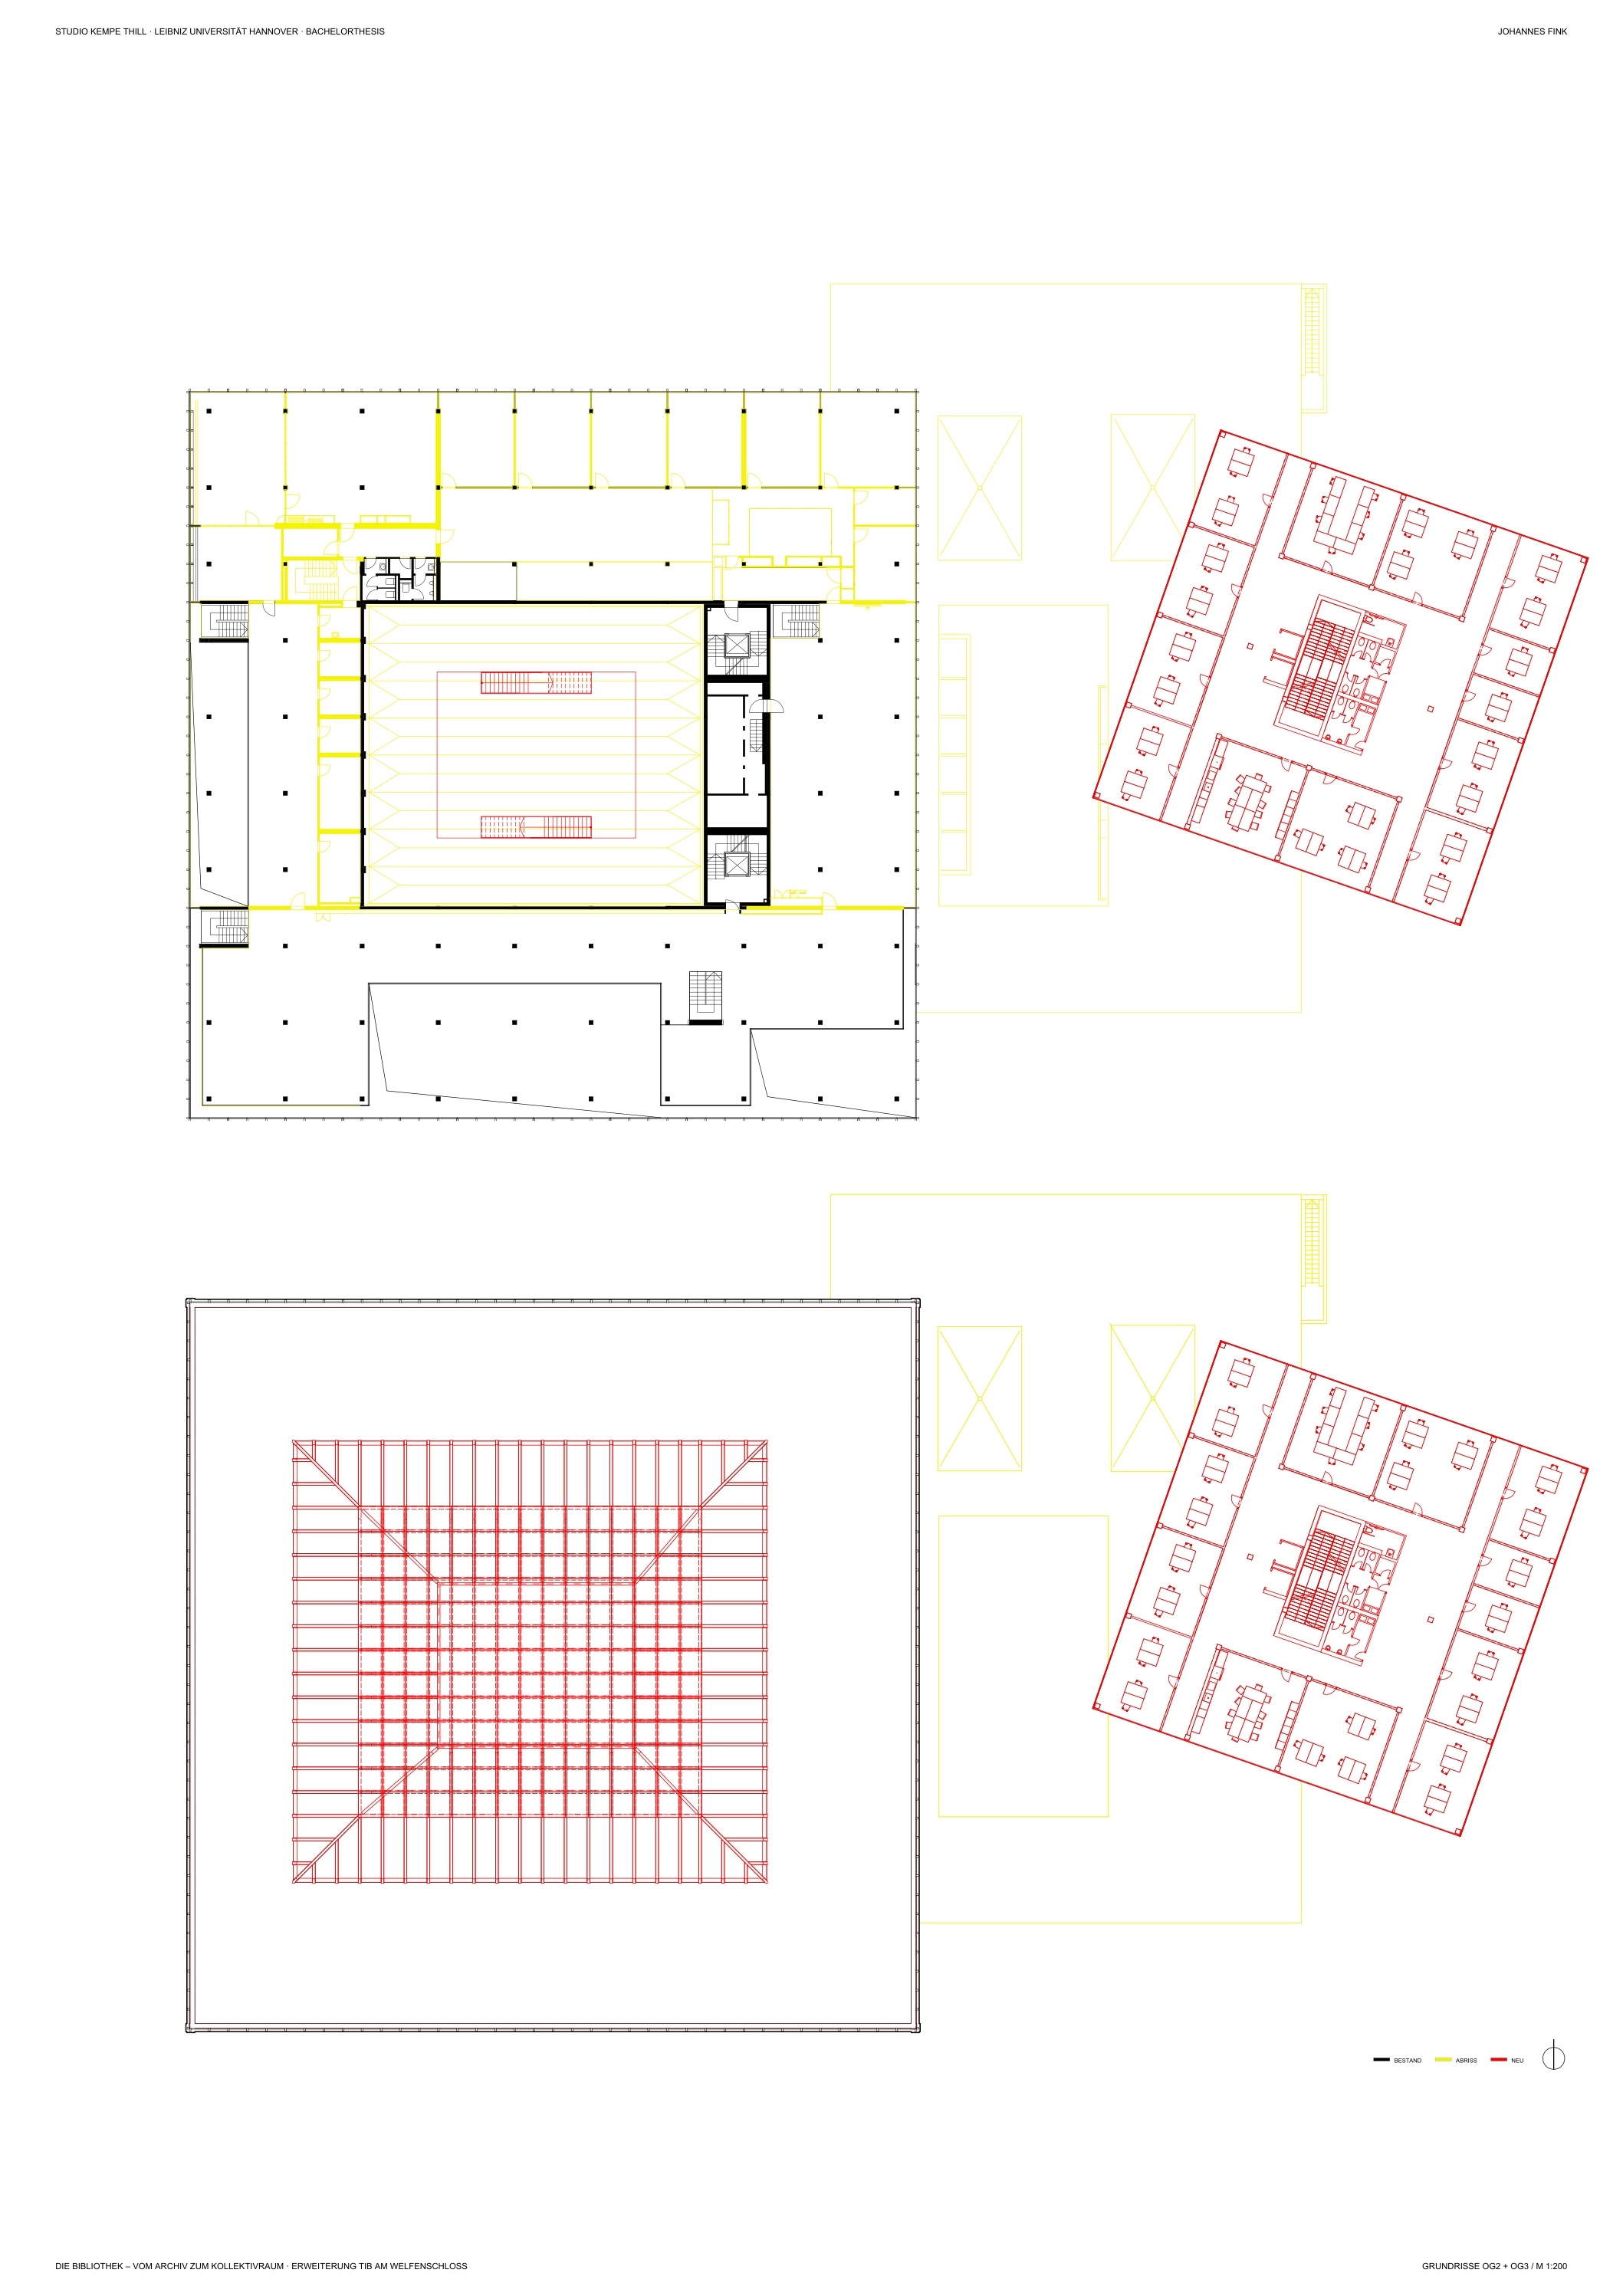 STUDIO KEMPE THILL · LEIBNIZ UNIVERSITÄT HANNOVER · BACHELORTHESIS
JOHANNES FINK
BESTAND
ABRISS
NEU
DIE BIBLIOTHEK – VOM ARCHIV ZUM KOLLEKTIVRAUM · ERWEITERUNG TIB AM WELFENSCHLOSS
GRUNDRISSE OG2 + OG3 / M 1:200